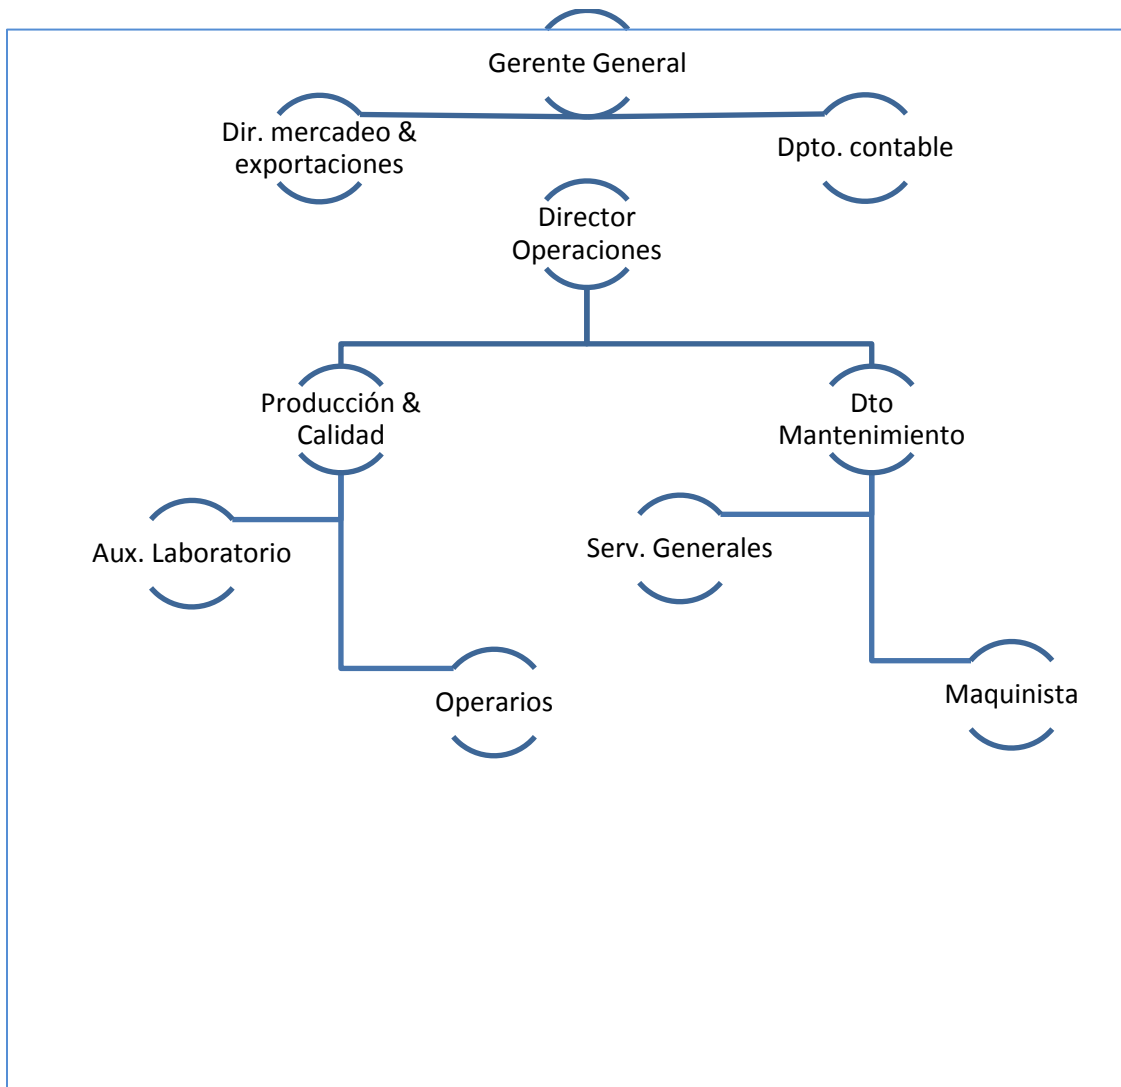 Gerente General
Dir. mercadeo &
exportaciones
Dpto. contable
Director
Operaciones
Producción &
Calidad
Dto
Mantenimiento
Aux. Laboratorio
Serv. Generales
Operarios
Maquinista